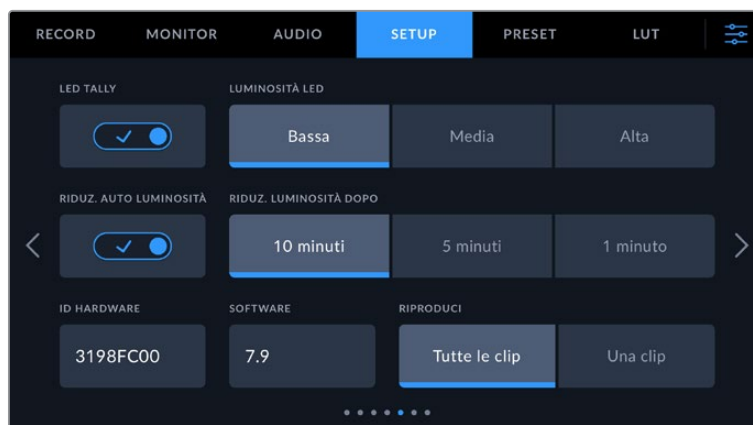 RECORD MONITOR AUDIO SETUP PRESET LUT
LED TALLY LUMINOSITÀ LED
Bassa Media Alta
RIDUZ. AUTO LUMINOSITÀ RIDUZ. LUMINOSITÀ DOPO
10 minuti 5 minuti 1 minuto
ID HARDWARE SOFTWARE RIPRODUCI
3198FC00 7.9 Tutte le clip Una clip